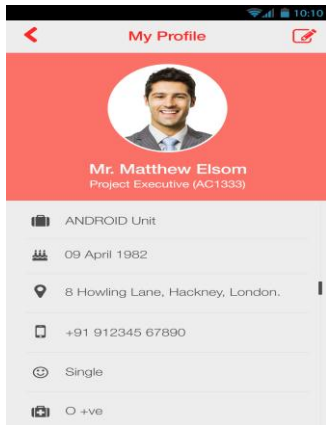 10:10
My Profile
Mr. Matthew Elsom
Project Executive (AC1333)
ANDROID Unit
09 April 1982
8 Howling Lane, Hackney, London.
+91 912345 67890
Single
O +ve